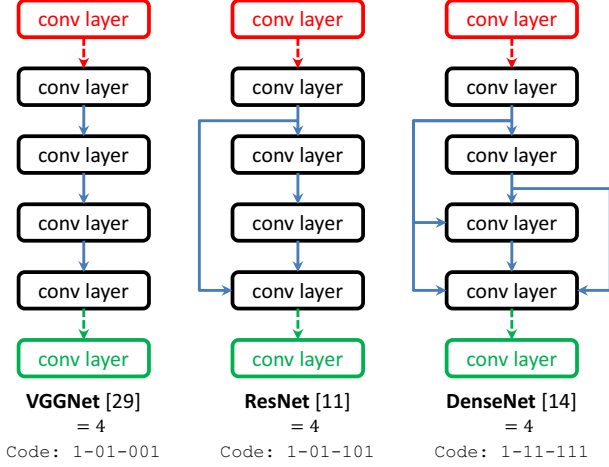 conv layer conv layer conv layer
conv layer conv layer conv layer
conv layer conv layer conv layer
conv layer conv layer conv layer
conv layer conv layer conv layer
conv layer conv layer conv layer
VGGNet [29] ResNet [11] DenseNet [14]
= 4 = 4 = 4
Code: 1-01-001 Code: 1-01-101 Code: 1-11-111